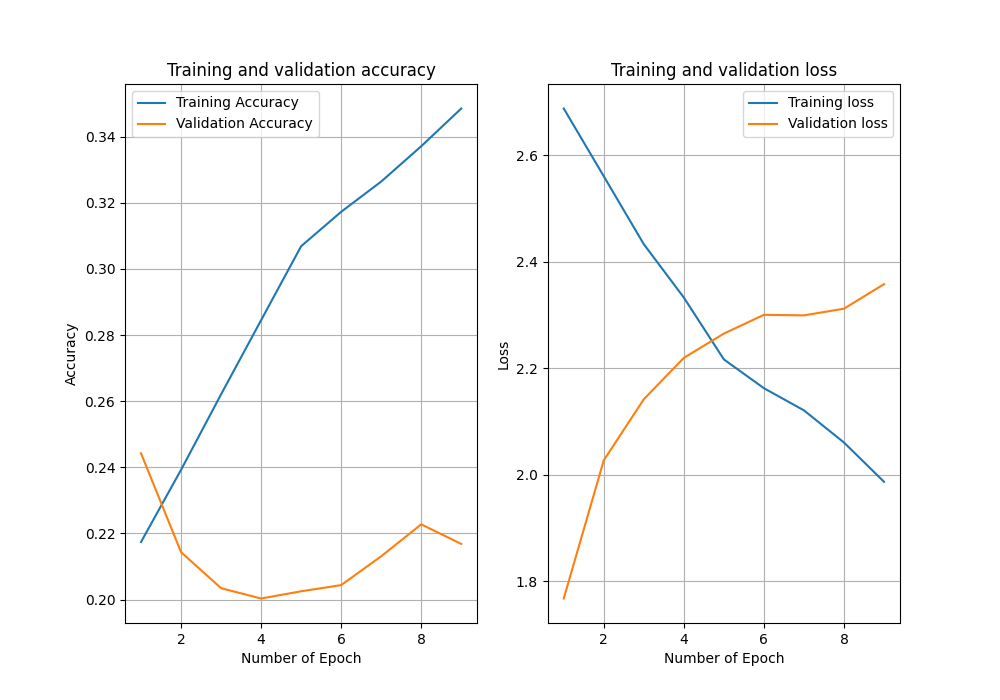 Training and validation accuracy
Training Accuracy
Validation Accuracy
0.34
0.32
0.30
0.28
0.26
0.24
0.22
0.20
Accuracy
2 4 6 8
Number of Epoch
Training and validation loss
Training loss
Validation loss
2.6
2.4
2.2
2.0
1.8
Loss
2 4 6 8
Number of Epoch